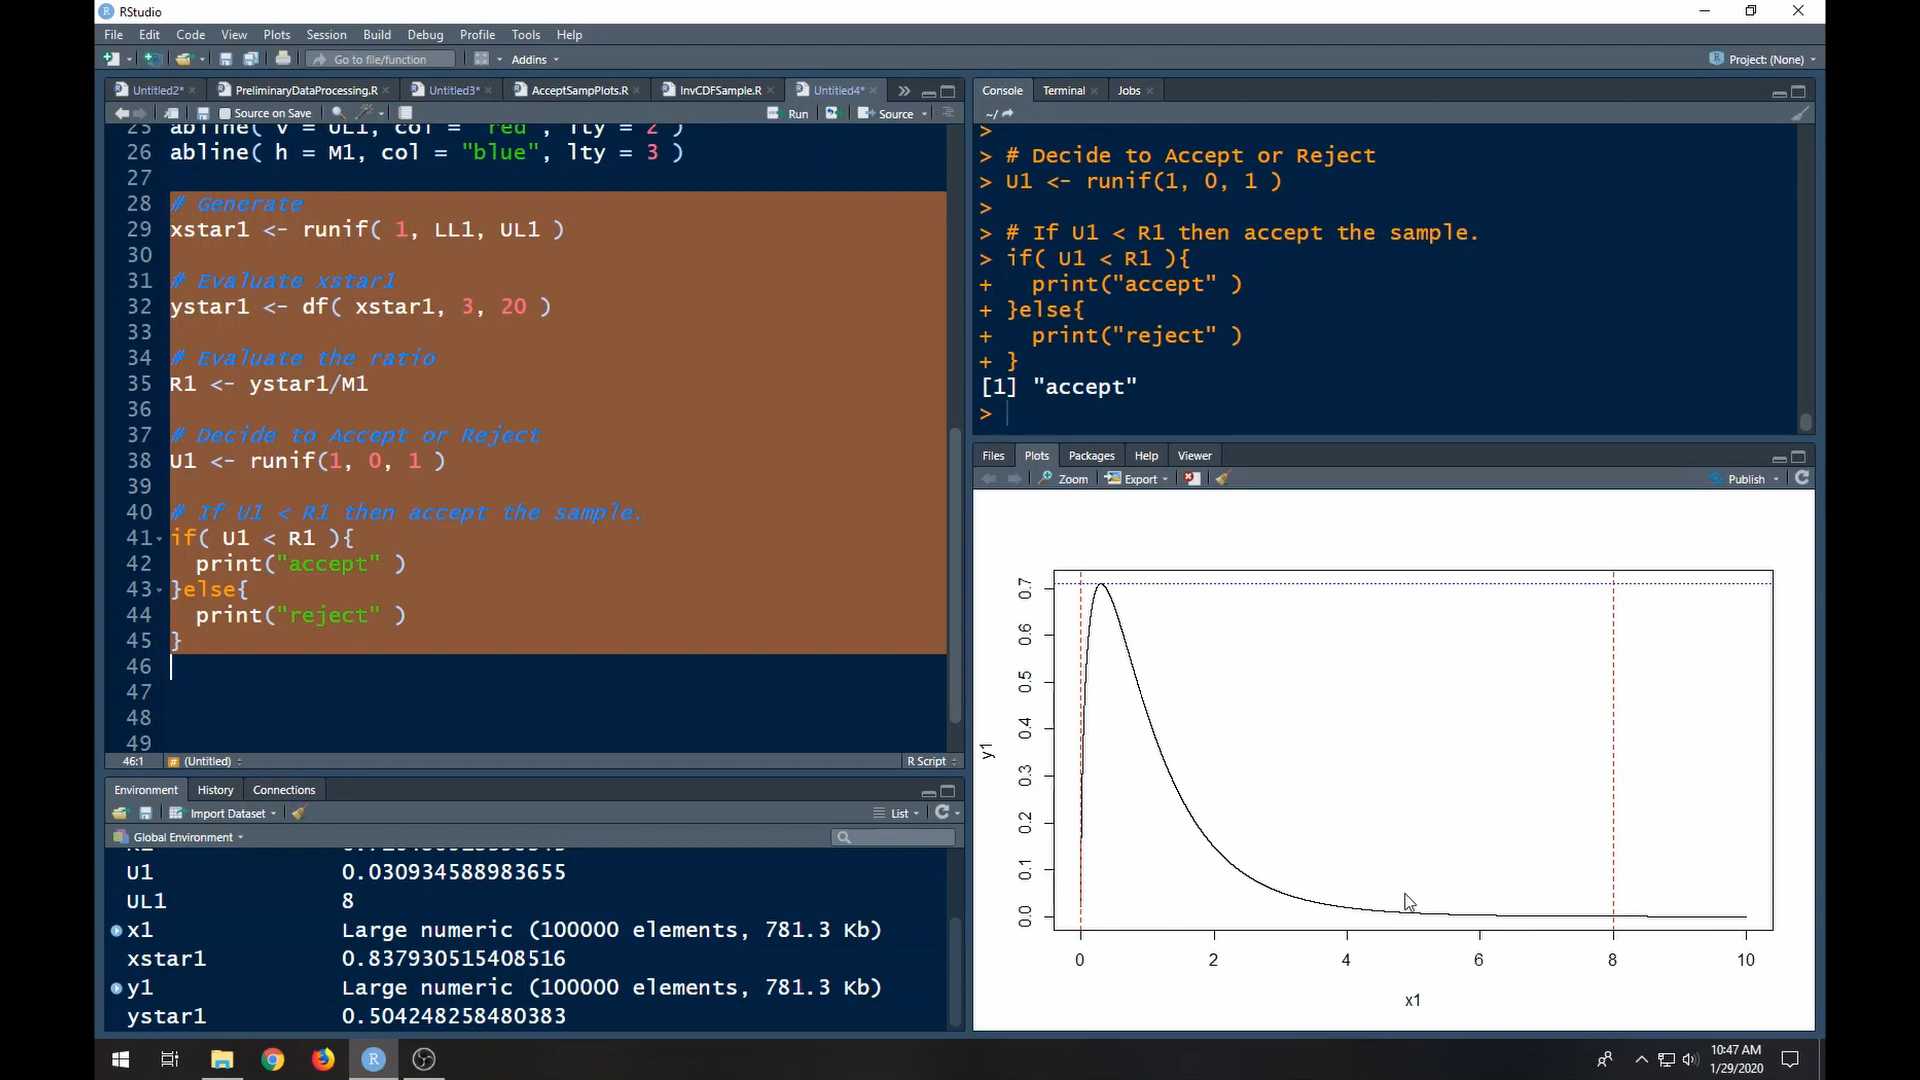 RStudio
File Edit Code View Plots Session Build Debug Profile Tools Help
Go to file/function Addins Project: (None)
Untitled2* PreliminaryDataProcessing.R Untitled3* AcceptSampPlots.R InvCDFSample.R Untitled4*
Source on Save Run Source
25 abline( v = UL1, col = "red", lty = 2 )
26 abline( h = M1, col = "blue", lty = 3 )
27
28 # Generate
29 xstar1 <- runif( 1, LL1, UL1 )
30
31 # Evaluate xstar1
32 ystar1 <- df( xstar1, 3, 20 )
33
34 # Evaluate the ratio
35 R1 <- ystar1/M1
36
37 # Decide to Accept or Reject
38 U1 <- runif(1, 0, 1 )
39
40 # If U1 < R1 then accept the sample.
41 if( U1 < R1 ){
42 print("accept" )
43 }else{
44 print("reject" )
45 }
46
47
48
49
46:1 # (Untitled) R Script
Environment History Connections
Import Dataset List
Global Environment
U1 0.030934588983655
UL1 8
x1 Large numeric (100000 elements, 781.3 Kb)
xstar1 0.837930515408516
y1 Large numeric (100000 elements, 781.3 Kb)
ystar1 0.504248258480383
Console Terminal Jobs
~/
>
> # Decide to Accept or Reject
> U1 <- runif(1, 0, 1 )
>
> # If U1 < R1 then accept the sample.
> if( U1 < R1 ){
+ print("accept" )
+ }else{
+ print("reject" )
+ }
[1] "accept"
>
Files Plots Packages Help Viewer
Zoom Export Publish
0.7
0.6
0.5
0.4
0.3
0.2
0.1
0.0
y1
0 2 4 6 8 10
x1
10:47 AM
1/29/2020